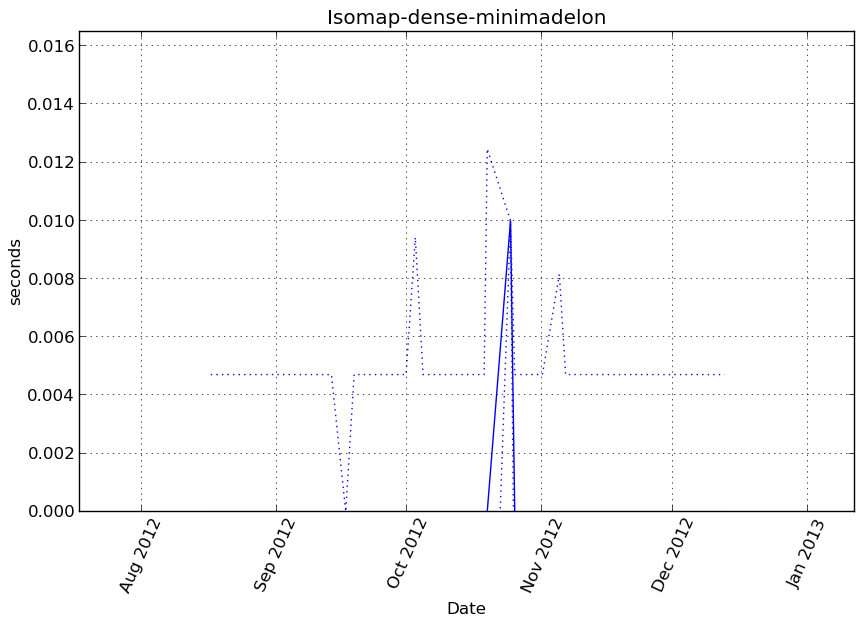 Isomap-dense-minimadelon
0.016
0.014
0.012
0.010
0.008
0.006
0.004
0.002
0.000
seconds
Aug 2012
Sep 2012
Oct 2012
Nov 2012
Dec 2012
Jan 2013
Date